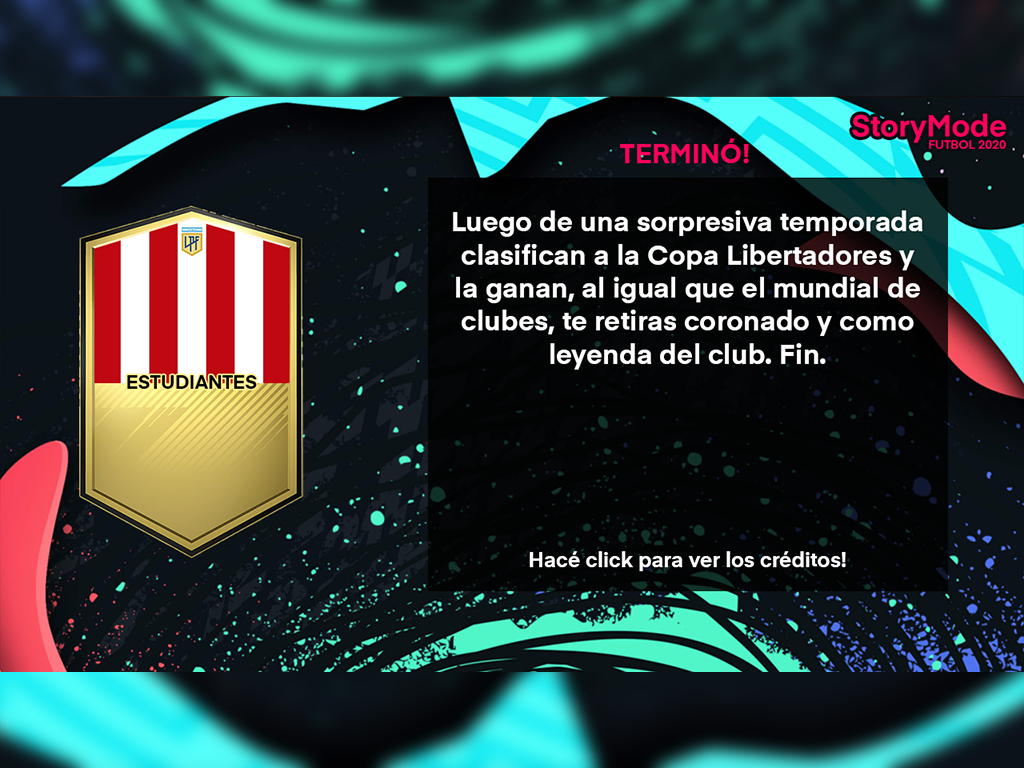 StoryMode
FUTBOL 2020
TERMINÓ!
Luego de una sorpresiva temporada
clasifican a la Copa Libertadores y
la ganan, al igual que el mundial de
clubes, te retiras coronado y como
leyenda del club. Fin.
LPF
ESTUDIANTES
Hacé click para ver los créditos!